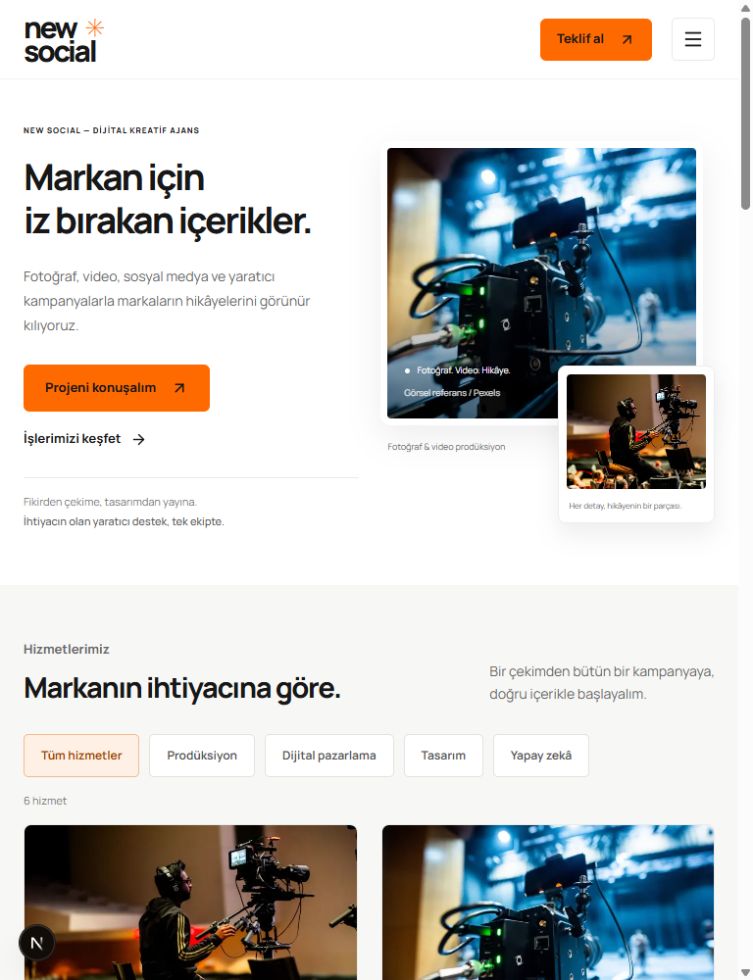 new
social
Teklif al
NEW SOCIAL — DİJİTAL KREATİF AJANS
Markan için
iz bırakan içerikler.
Fotoğraf, video, sosyal medya ve yaratıcı
kampanyalarla markaların hikâyelerini görünür
kılıyoruz.
Projeni konuşalım
İşlerimizi keşfet
Fikirden çekime, tasarımdan yayına.
İhtiyacın olan yaratıcı destek, tek ekipte.
Fotoğraf. Video. Hikâye.
Görsel referans / Pexels
Fotoğraf & video prodüksiyon
Her detay, hikâyenin bir parçası.
Hizmetlerimiz
Markanın ihtiyacına göre.
Bir çekimden bütün bir kampanyaya,
doğru içerikle başlayalım.
Tüm hizmetler
Prodüksiyon
Dijital pazarlama
Tasarım
Yapay zekâ
6 hizmet
N